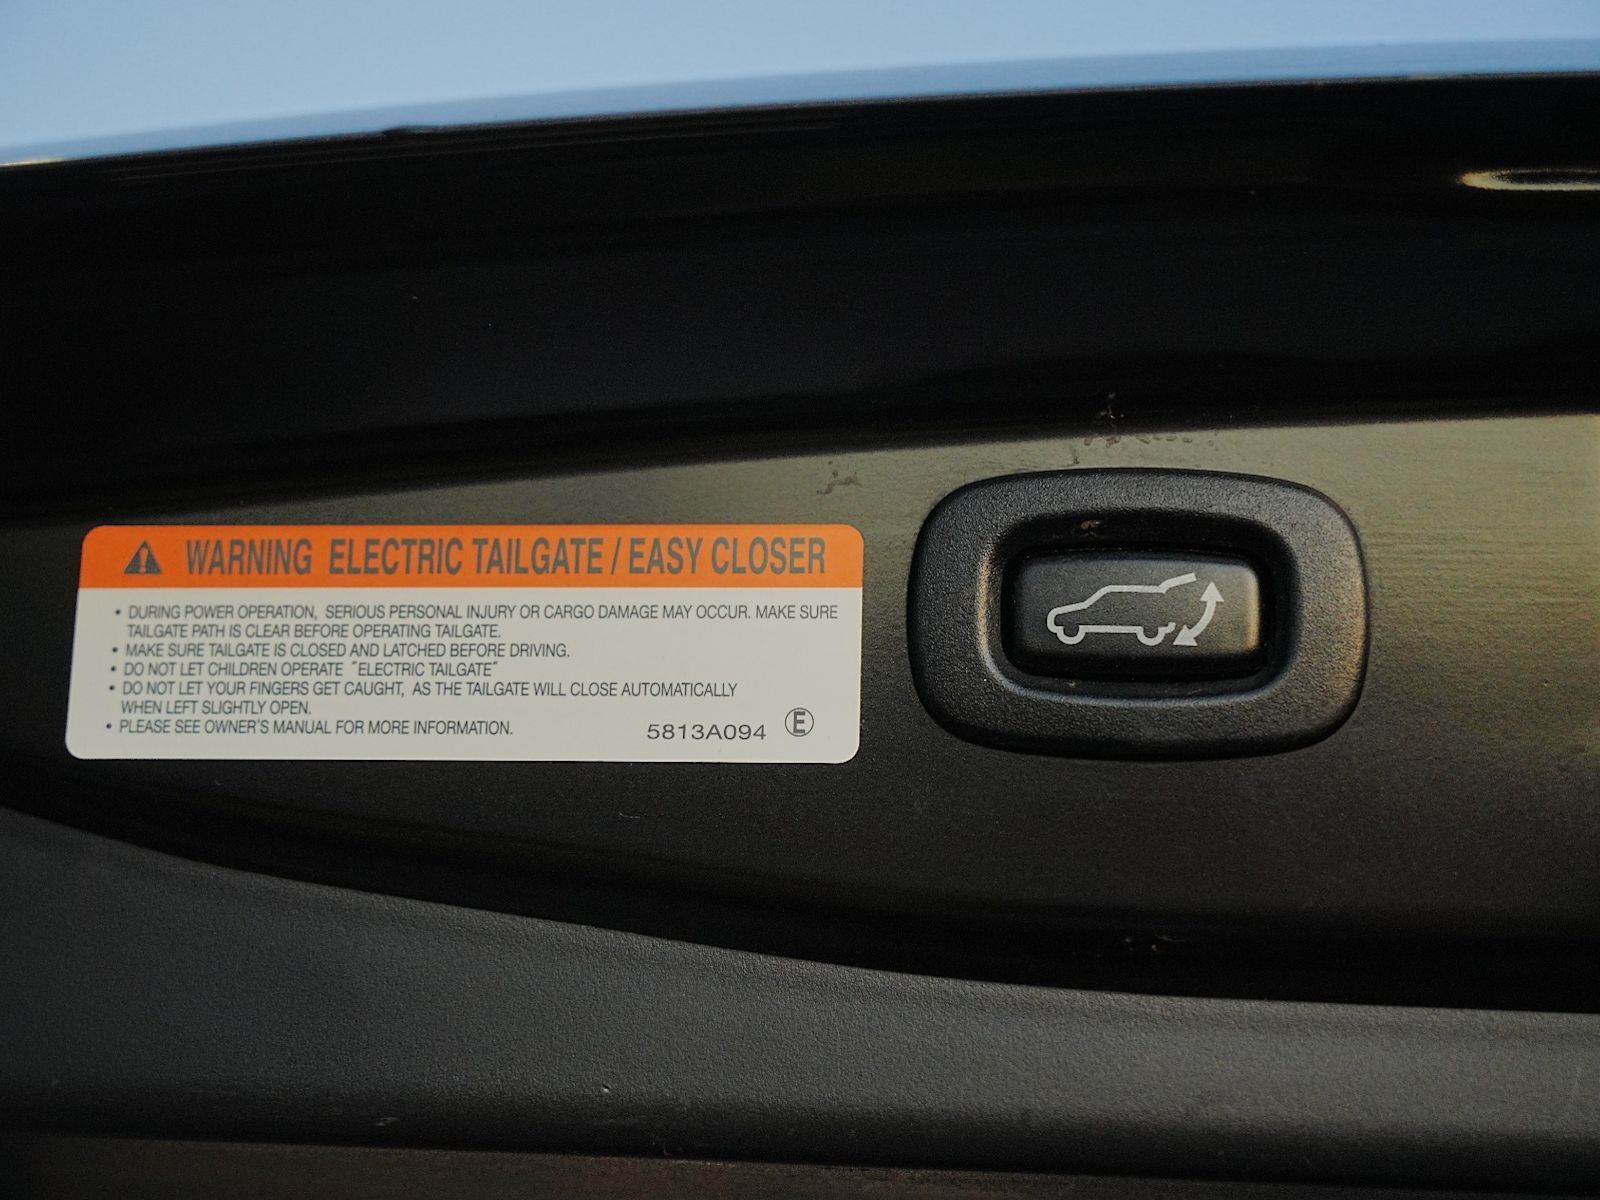 WARNING ELECTRIC TAILGATE / EASY CLOSER
• DURING POWER OPERATION, SERIOUS PERSONAL INJURY OR CARGO DAMAGE MAY OCCUR. MAKE SURE
TAILGATE PATH IS CLEAR BEFORE OPERATING TAILGATE.
• MAKE SURE TAILGATE IS CLOSED AND LATCHED BEFORE DRIVING.
• DO NOT LET CHILDREN OPERATE "ELECTRIC TAILGATE"
• DO NOT LET YOUR FINGERS GET CAUGHT, AS THE TAILGATE WILL CLOSE AUTOMATICALLY
WHEN LEFT SLIGHTLY OPEN.
• PLEASE SEE OWNER'S MANUAL FOR MORE INFORMATION.
5813A094 Ⓔ